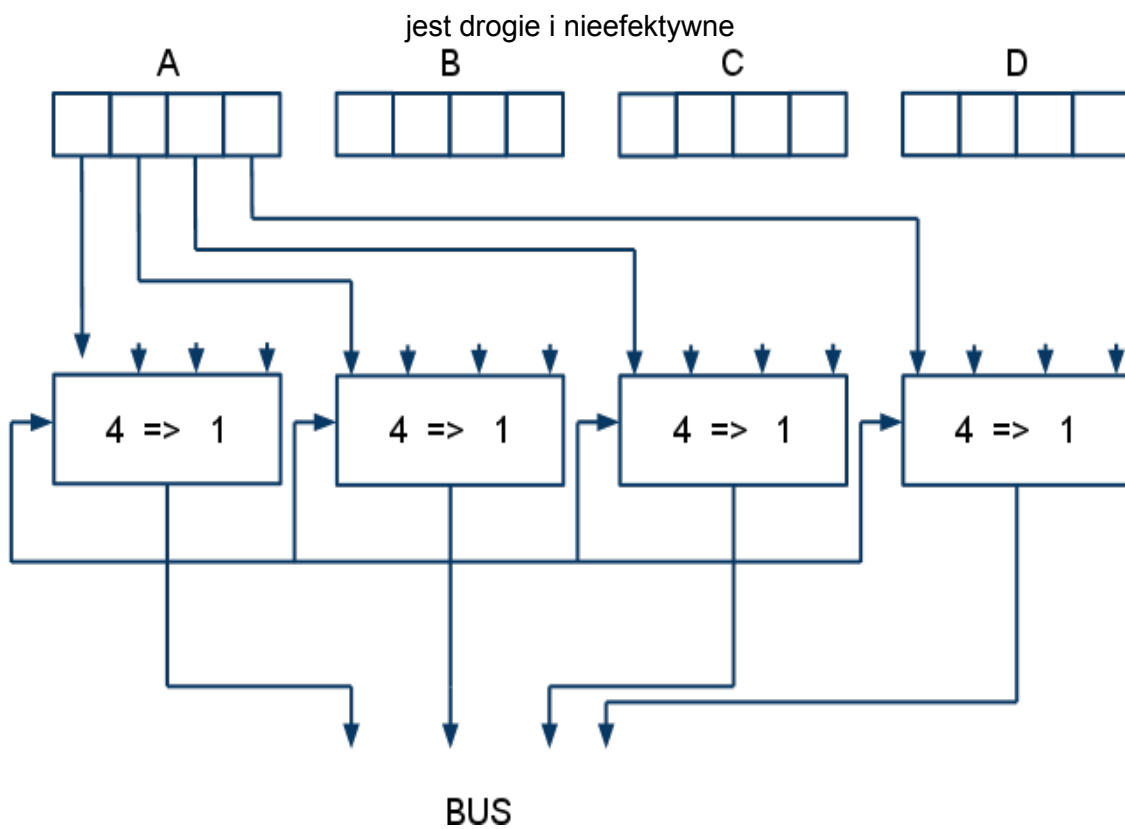 jest drogie i nieefektywne
A B C D
4 => 1 4 => 1 4 => 1 4 => 1
BUS